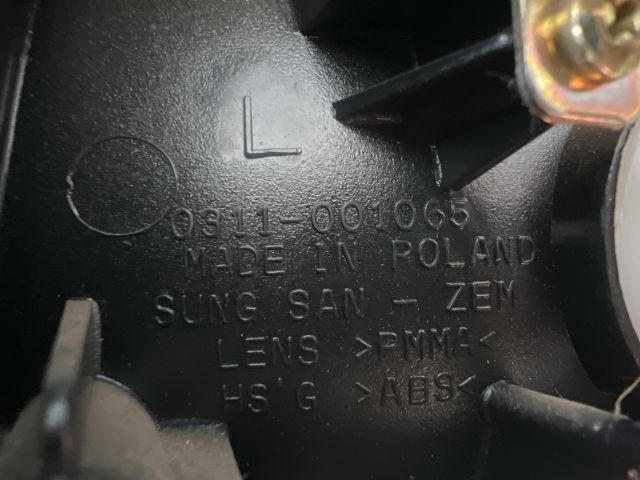 L
0311-001065
MADE IN POLAND
SUNG SAN - ZEM
LENS >PMMA<
HS'G >ABS<